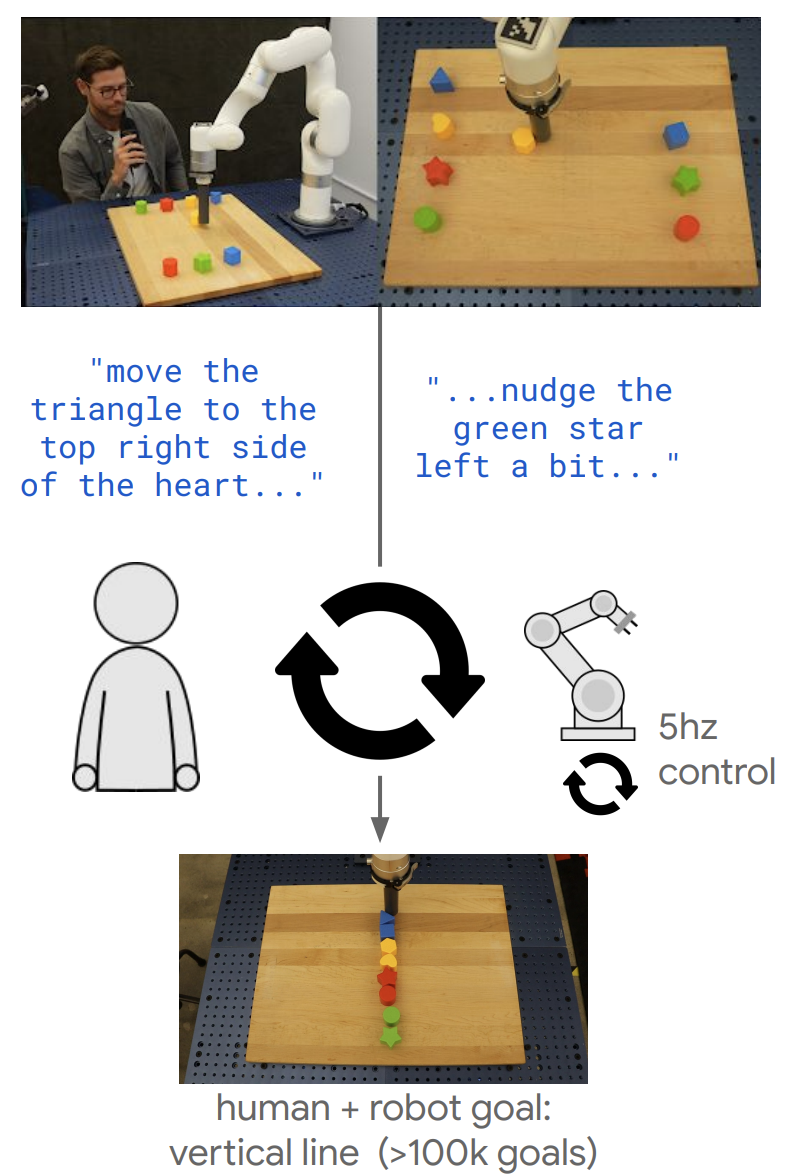 "move the
triangle to the
top right side
of the heart..."
"...nudge the
green star
left a bit..."
5hz
control
human + robot goal:
vertical line (>100k goals)